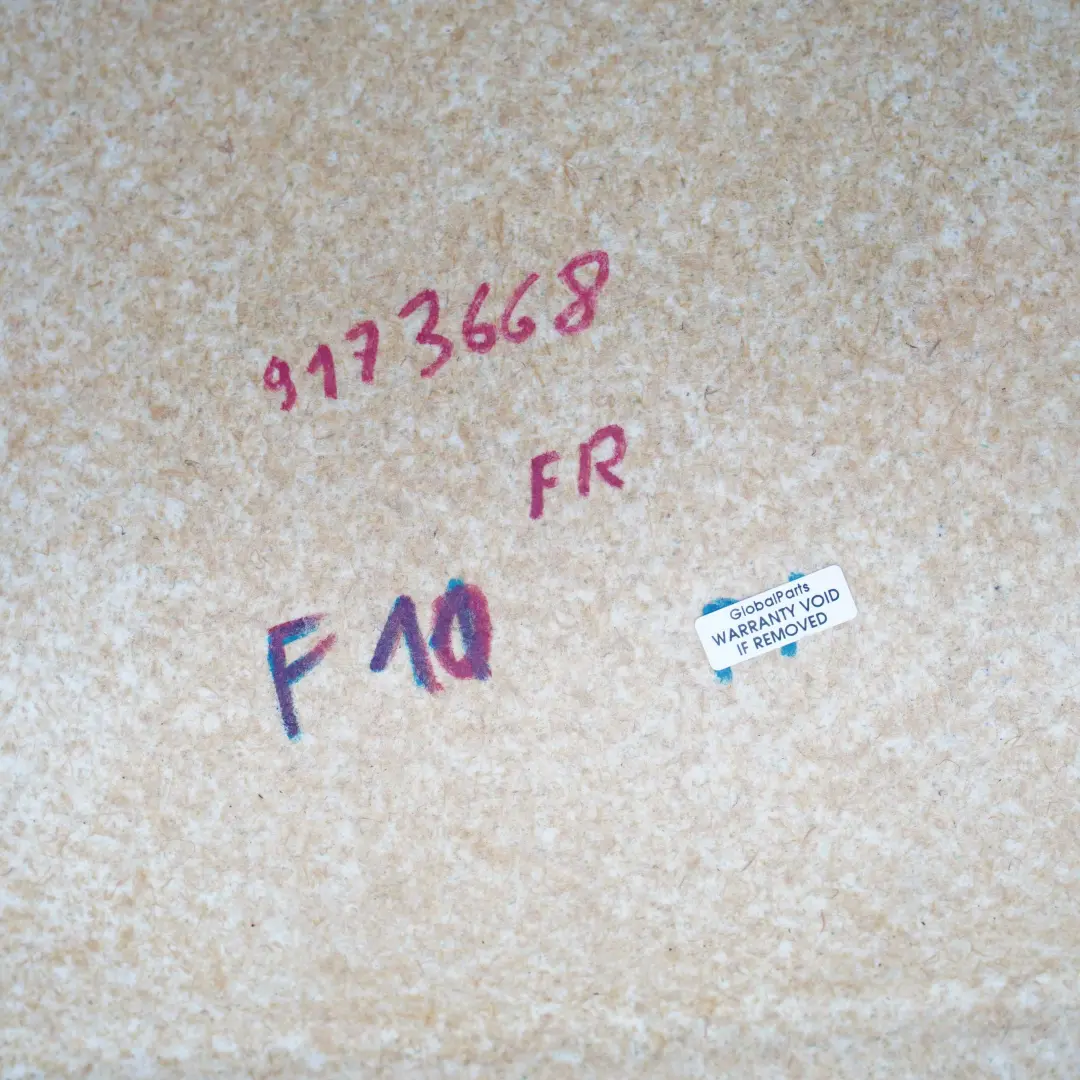 9173668
FR
F10
GlobalParts
WARRANTY VOID
IF REMOVED